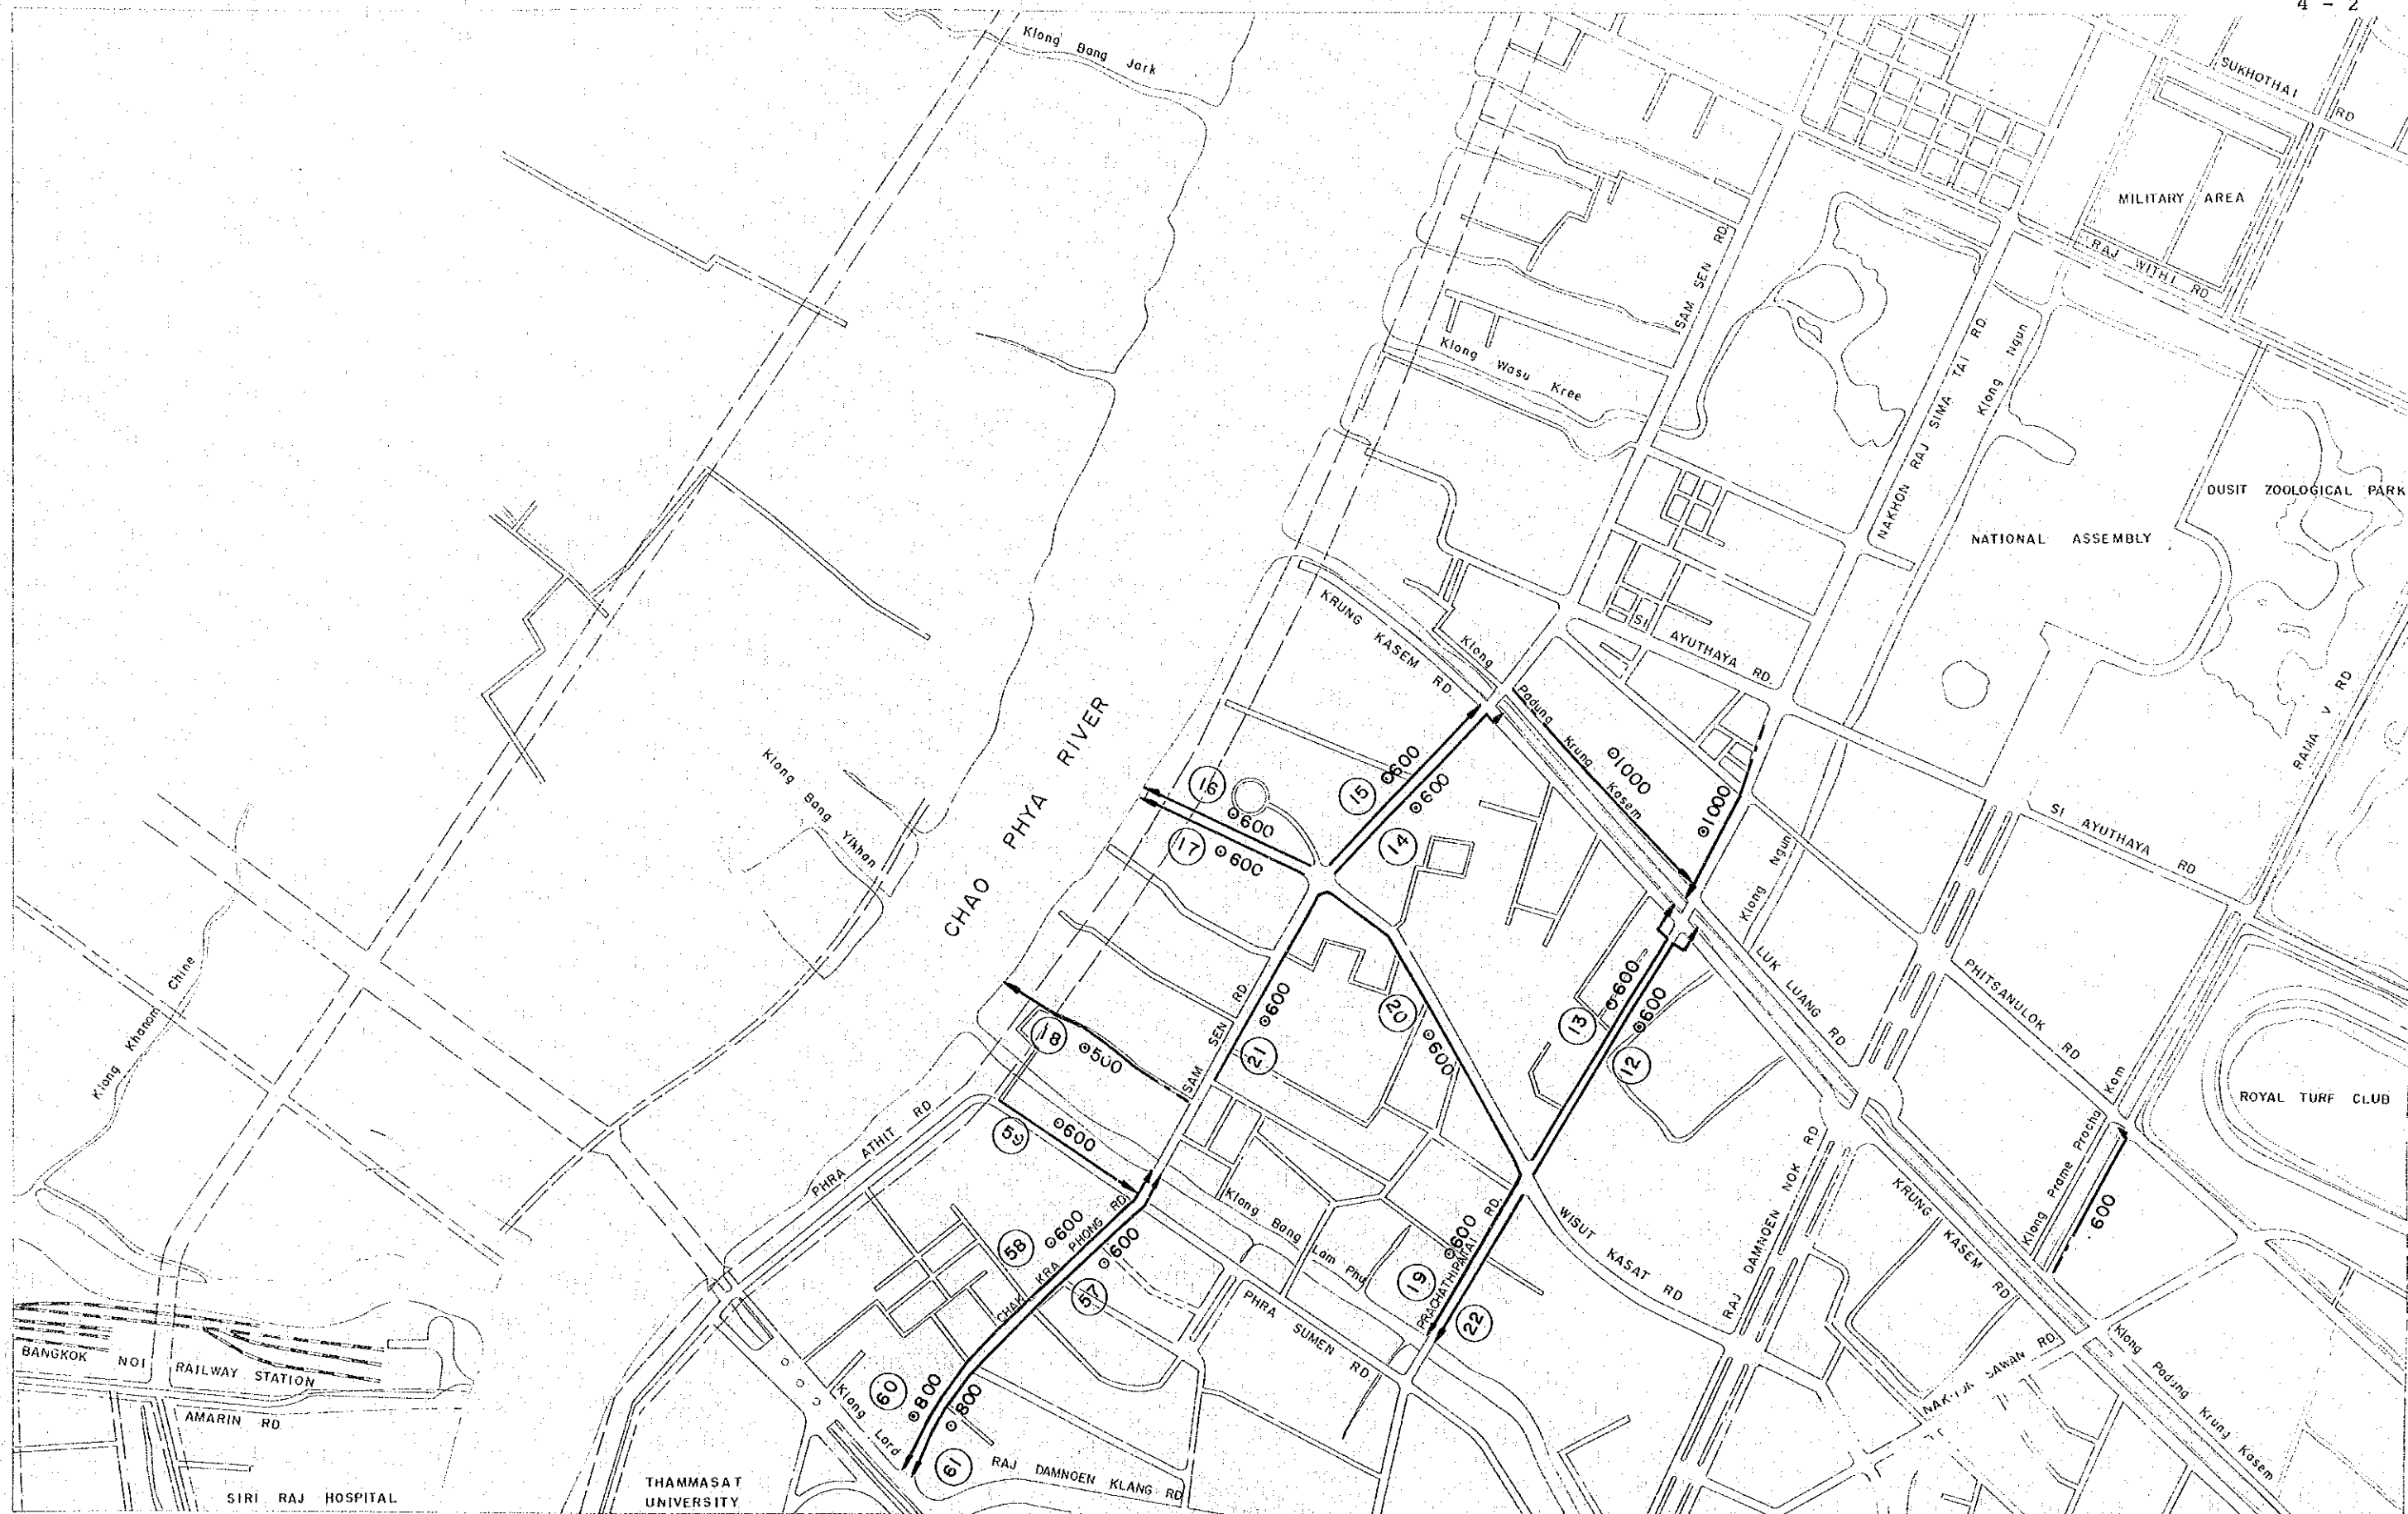 4 - 2
Klong Bang Jark
SUKHOTHAI RD
MILITARY AREA
RAJ WITHI RD
SAM SEN RD.
NAKHON RAJ SIMA TAI RD.
Klong Ngun
Klong Wasu Kree
DUSIT ZOOLOGICAL PARK
NATIONAL ASSEMBLY
KRUNG KASEM RD
Klong Padung Krung Kasem
SI AYUTHAYA RD.
RAMA V RD
CHAO PHYA RIVER
Klong Bang Yikhan
16
⊙600
17
⊙600
15
⊙600
14
⊙600
⊙1000
⊙1000
Klong Ngun
SI AYUTHAYA RD
Klong Khanom Chine
18
⊙500
SAM SEN RD.
21
⊙600
20
⊙600
13
⊙600
12
⊙600
LUK LUANG RD
PHITSANULOK RD
ROYAL TURF CLUB
Klong Prame Procha Kam
600
PHRA ATHIT RD
59
⊙600
58
⊙600
CHAK KRA PHONG RD.
57
⊙600
Klong Bang Lam Phu
19
⊙600
PRACHATHIPATAI RD.
22
WISUT KASAT RD
RAJ DAMNOEN NOK RD
KRUNG KASEM RD
PHRA SUMEN RD.
SAWAN RD.
Klong Padung Krung Kasem
BANGKOK NOI RAILWAY STATION
AMARIN RD
SIRI RAJ HOSPITAL
THAMMASAT
UNIVERSITY
Klong Lord
60
⊙800
⊙800
61
RAJ DAMNOEN KLANG RD